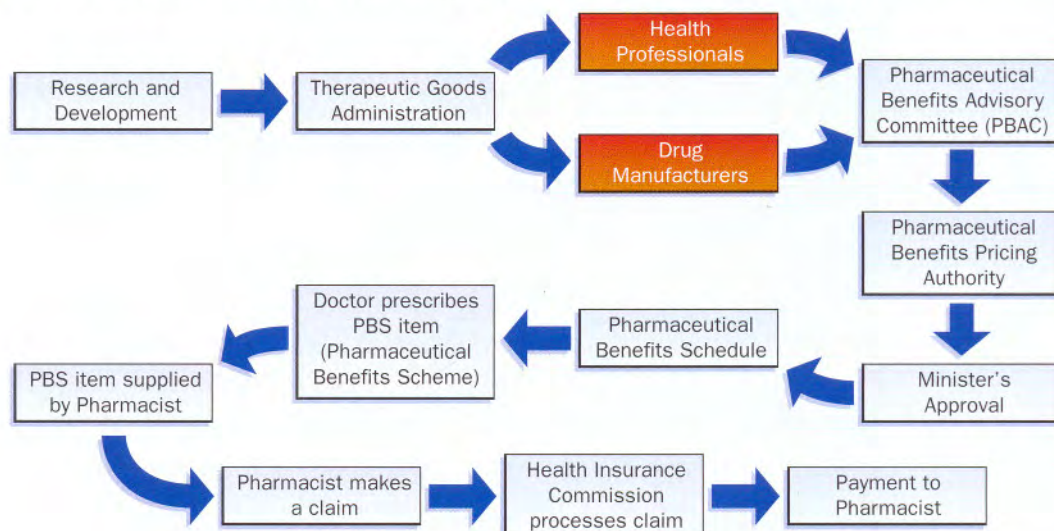 Research and
Development
Therapeutic Goods
Administration
Health
Professionals
Drug
Manufacturers
Pharmaceutical
Benefits Advisory
Committee (PBAC)
Pharmaceutical
Benefits Pricing
Authority
Minister's
Approval
Pharmaceutical
Benefits Schedule
Doctor prescribes
PBS item
(Pharmaceutical
Benefits Scheme)
PBS item supplied
by Pharmacist
Pharmacist makes
a claim
Health Insurance
Commission
processes claim
Payment to
Pharmacist